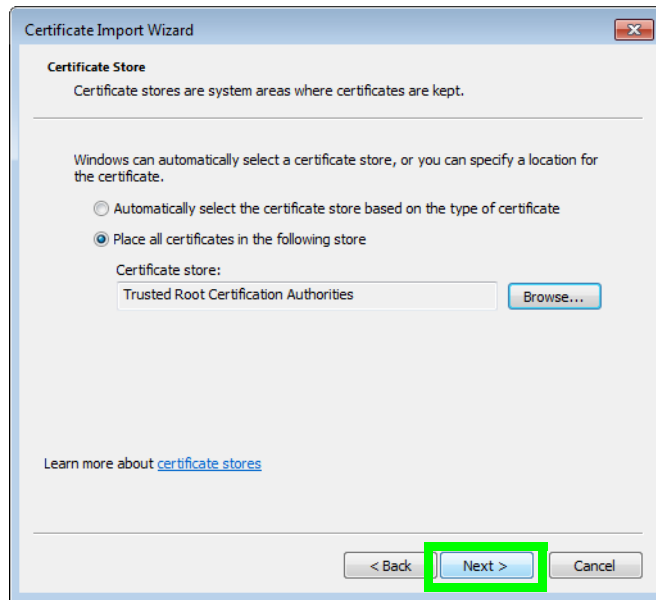 Certificate Import Wizard
Certificate Store
Certificate stores are system areas where certificates are kept.
Windows can automatically select a certificate store, or you can specify a location for
the certificate.
Automatically select the certificate store based on the type of certificate
Place all certificates in the following store
Certificate store:
Trusted Root Certification Authorities
Browse...
Learn more about certificate stores
< Back
Next >
Cancel